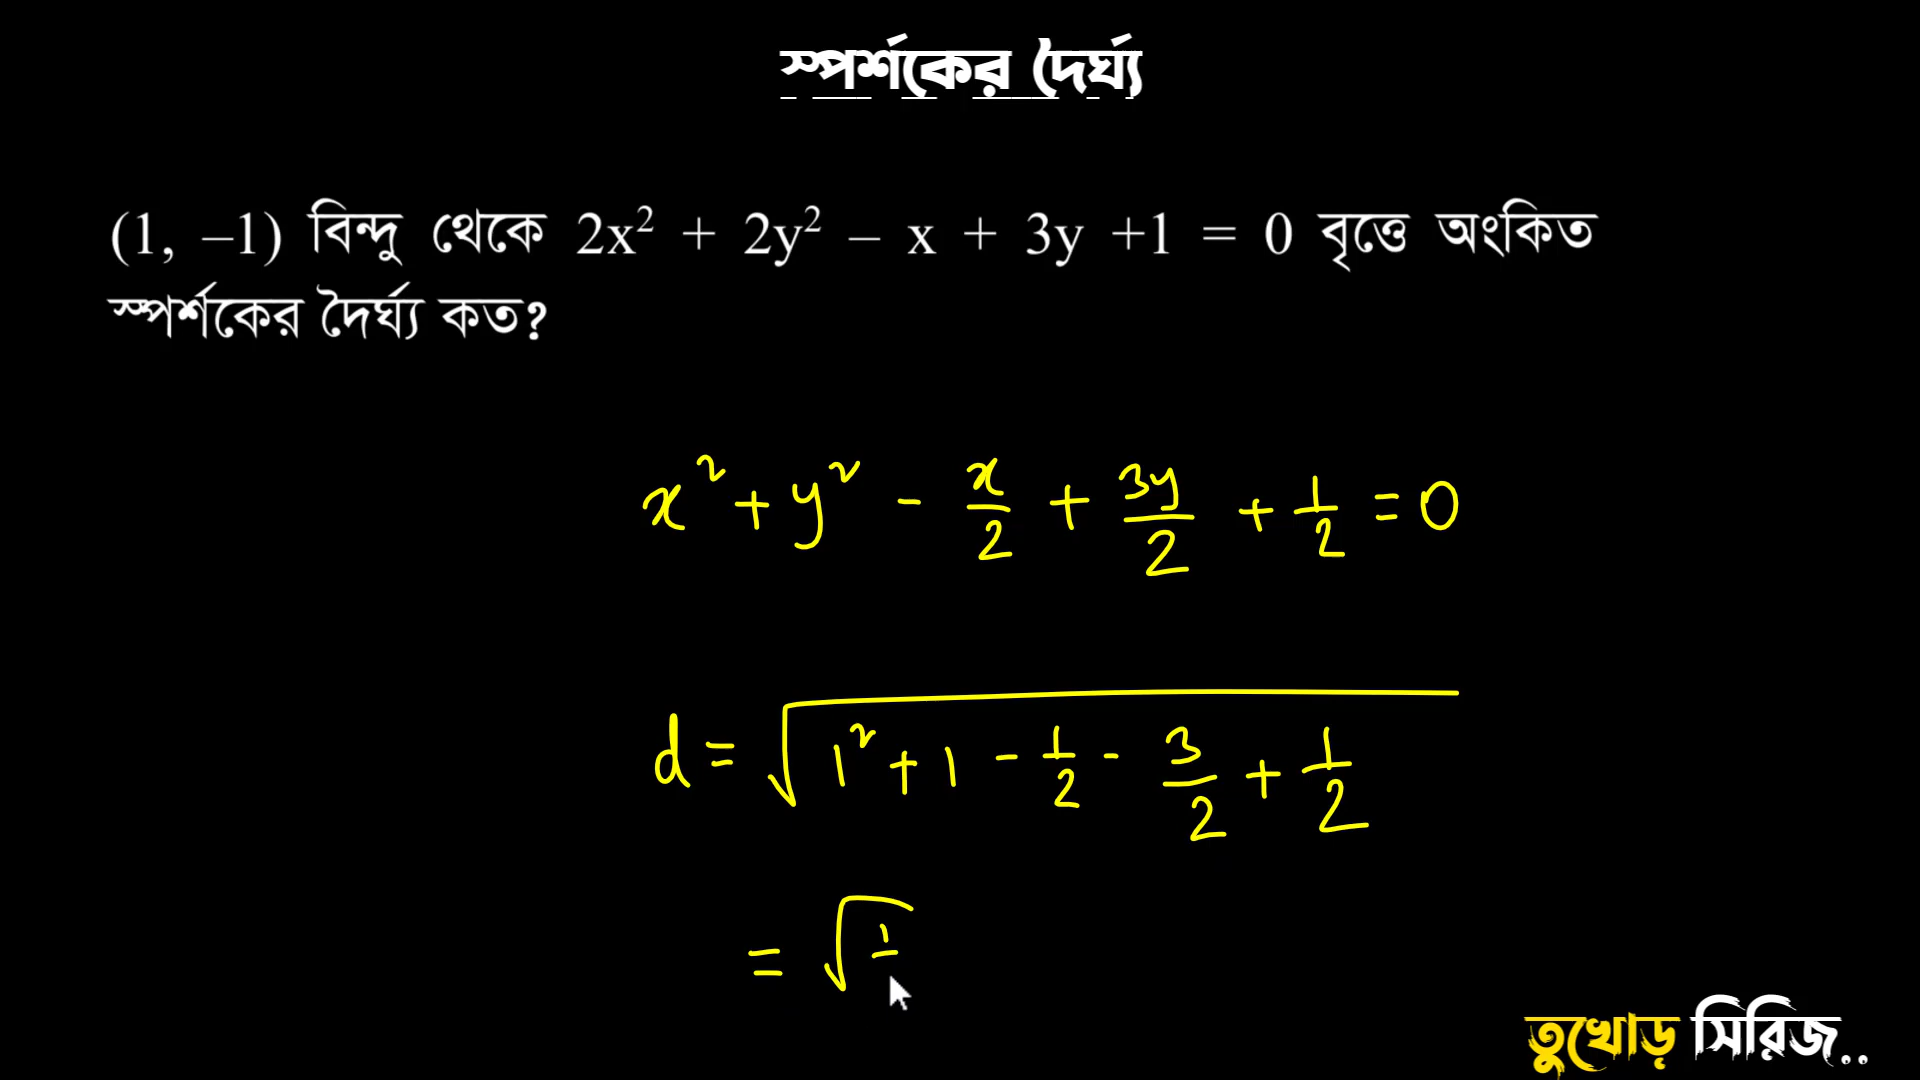 স্পর্শকের দৈর্ঘ্য
(1, –1) বিন্দু থেকে 2x² + 2y² – x + 3y +1 = 0 বৃত্তে অংকিত
স্পর্শকের দৈর্ঘ্য কত?
x² + y² - x/2 + 3y/2 + 1/2 = 0
d = √(1² + 1 - 1/2 - 3/2 + 1/2)
= √(1/
তুখোড় সিরিজ..